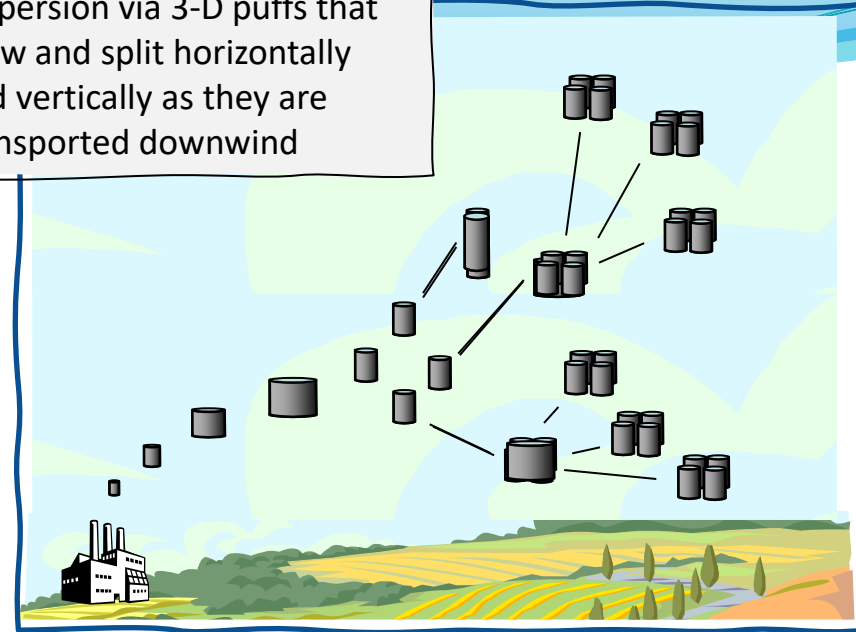 persion via 3-D puffs that
w and split horizontally
d vertically as they are
nsported downwind